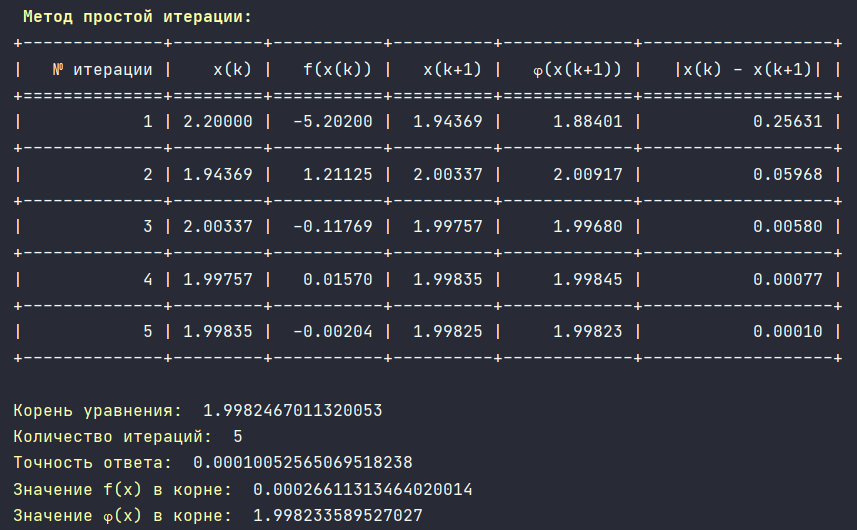 Метод простой итерации:
+--------------+---------+-----------+----------+-------------+-------------------+
|   № итерации |    x(k) |   f(x(k)) |   x(k+1) |   φ(x(k+1)) |   |x(k) - x(k+1)| |
+==============+=========+===========+==========+=============+===================+
|            1 | 2.20000 |  -5.20200 |  1.94369 |     1.88401 |           0.25631 |
+--------------+---------+-----------+----------+-------------+-------------------+
|            2 | 1.94369 |   1.21125 |  2.00337 |     2.00917 |           0.05968 |
+--------------+---------+-----------+----------+-------------+-------------------+
|            3 | 2.00337 |  -0.11769 |  1.99757 |     1.99680 |           0.00580 |
+--------------+---------+-----------+----------+-------------+-------------------+
|            4 | 1.99757 |   0.01570 |  1.99835 |     1.99845 |           0.00077 |
+--------------+---------+-----------+----------+-------------+-------------------+
|            5 | 1.99835 |  -0.00204 |  1.99825 |     1.99823 |           0.00010 |
+--------------+---------+-----------+----------+-------------+-------------------+
Корень уравнения:  1.9982467011320053
Количество итераций:  5
Точность ответа:  0.00010052565069518238
Значение f(x) в корне:  0.00026611313464020014
Значение φ(x) в корне:  1.998233589527027